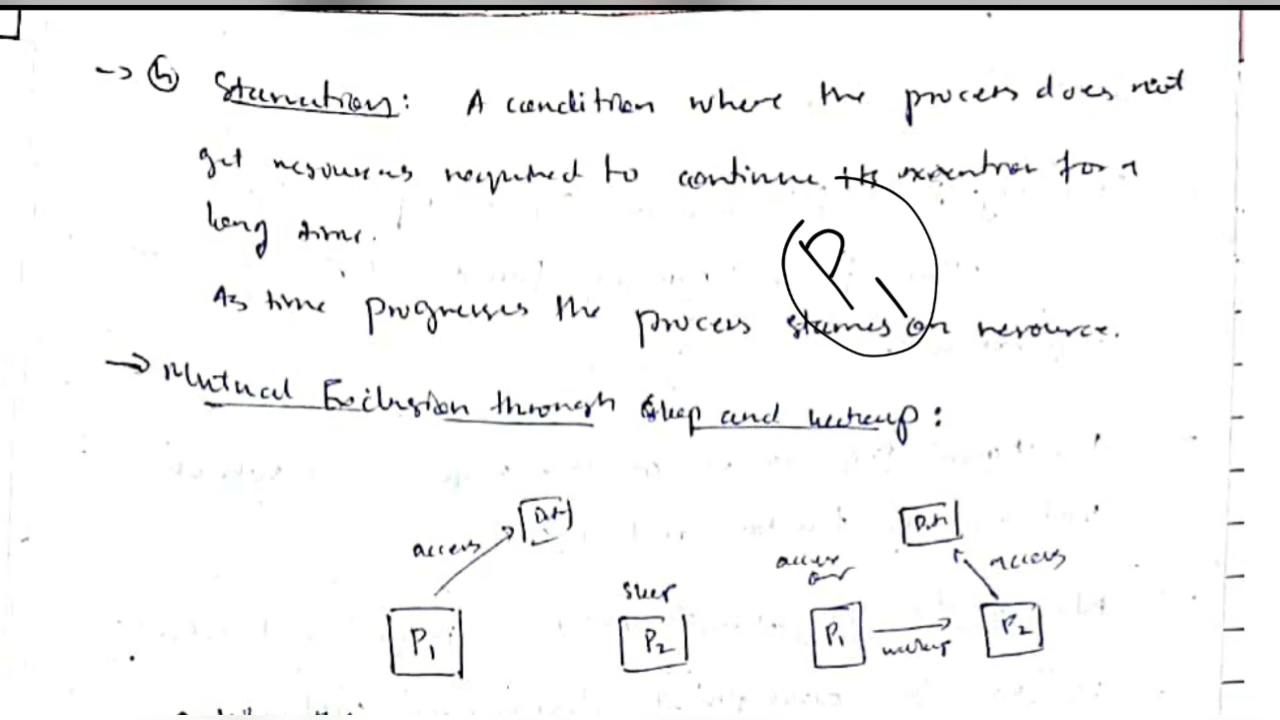 -> (5) Starvation: A condition where the process does not
get resources required to continue its execution for a
long time.
P1
As time progresses the process starves on resource.
-> Mutual Exclusion through sleep and wakeup:
access
Data
P1
sleep
P2
access over
P1
wakeup
Data
access
P2